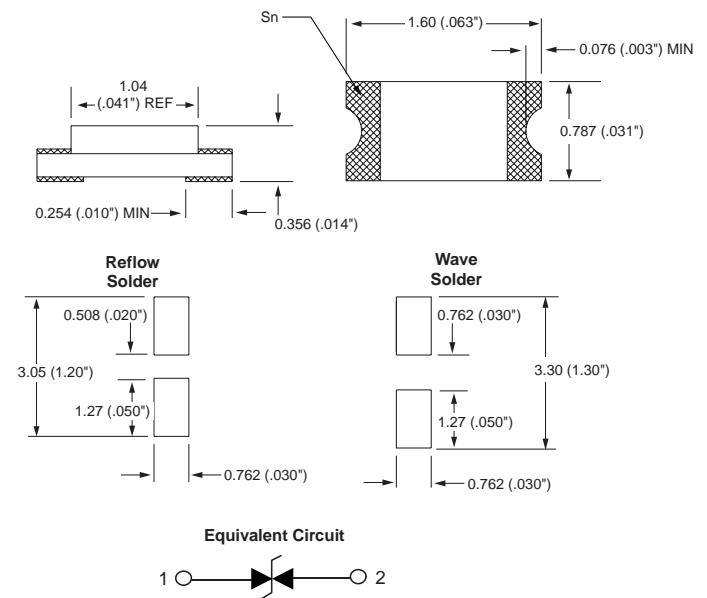 Sn
1.60 (.063")
0.076 (.003") MIN
1.04
(.041") REF
0.787 (.031")
0.254 (.010") MIN
0.356 (.014")
Reflow
Solder
Wave
Solder
0.508 (.020")
0.762 (.030")
3.05 (1.20")
3.30 (1.30")
1.27 (.050")
1.27 (.050")
0.762 (.030")
0.762 (.030")
Equivalent Circuit
1
2